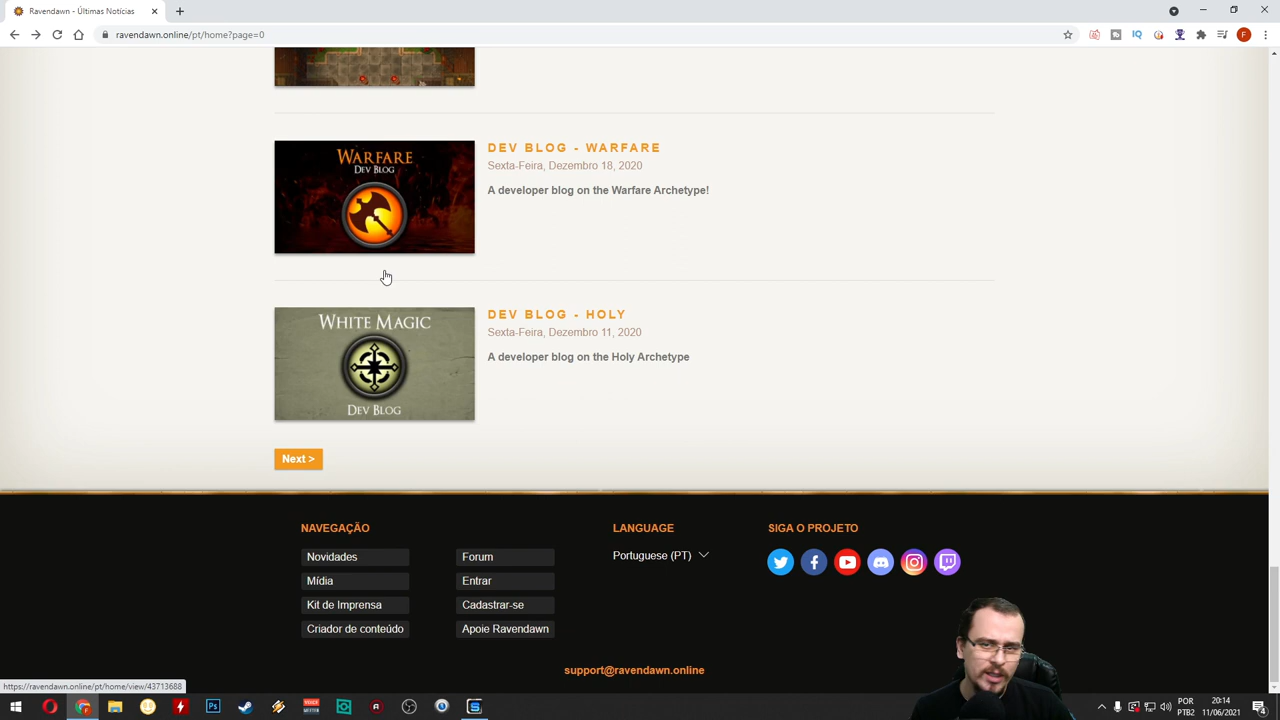 Ravendawn - Últimas Notícias
ravendawn.online/pt/home?page=0
IQ
F
WARFARE
DEV BLOG
DEV BLOG - WARFARE
Sexta-Feira, Dezembro 18, 2020
A developer blog on the Warfare Archetype!
WHITE MAGIC
DEV BLOG
DEV BLOG - HOLY
Sexta-Feira, Dezembro 11, 2020
A developer blog on the Holy Archetype
Next >
NAVEGAÇÃO
LANGUAGE
SIGA O PROJETO
Novidades
Forum
Portuguese (PT)
Mídia
Entrar
Kit de Imprensa
Cadastrar-se
Criador de conteúdo
Apoie Ravendawn
support@ravendawn.online
https://ravendawn.online/pt/home/view/43713688
Ps
POR
PTB2
20:14
11/06/2021
4